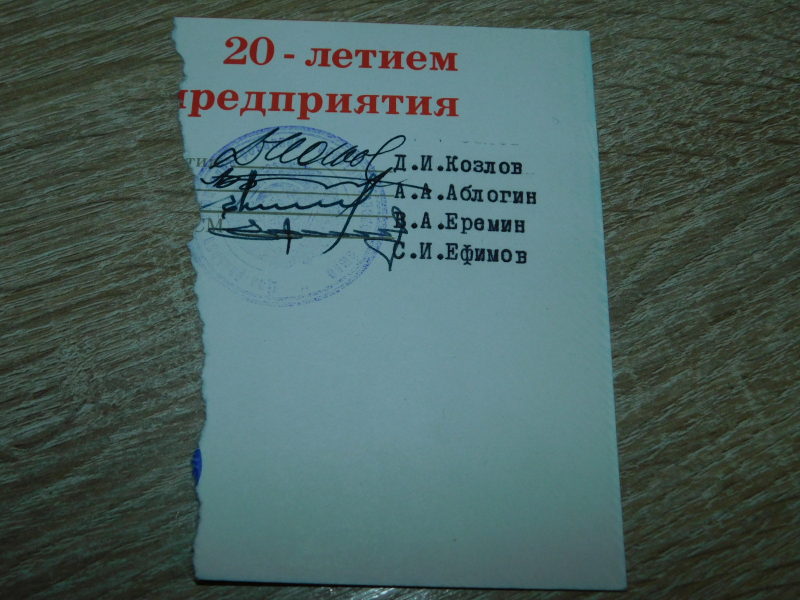 20 - летием
предприятия
Д.И.Козлов
А.А.Аблогин
В.А.Еремин
С.И.Ефимов